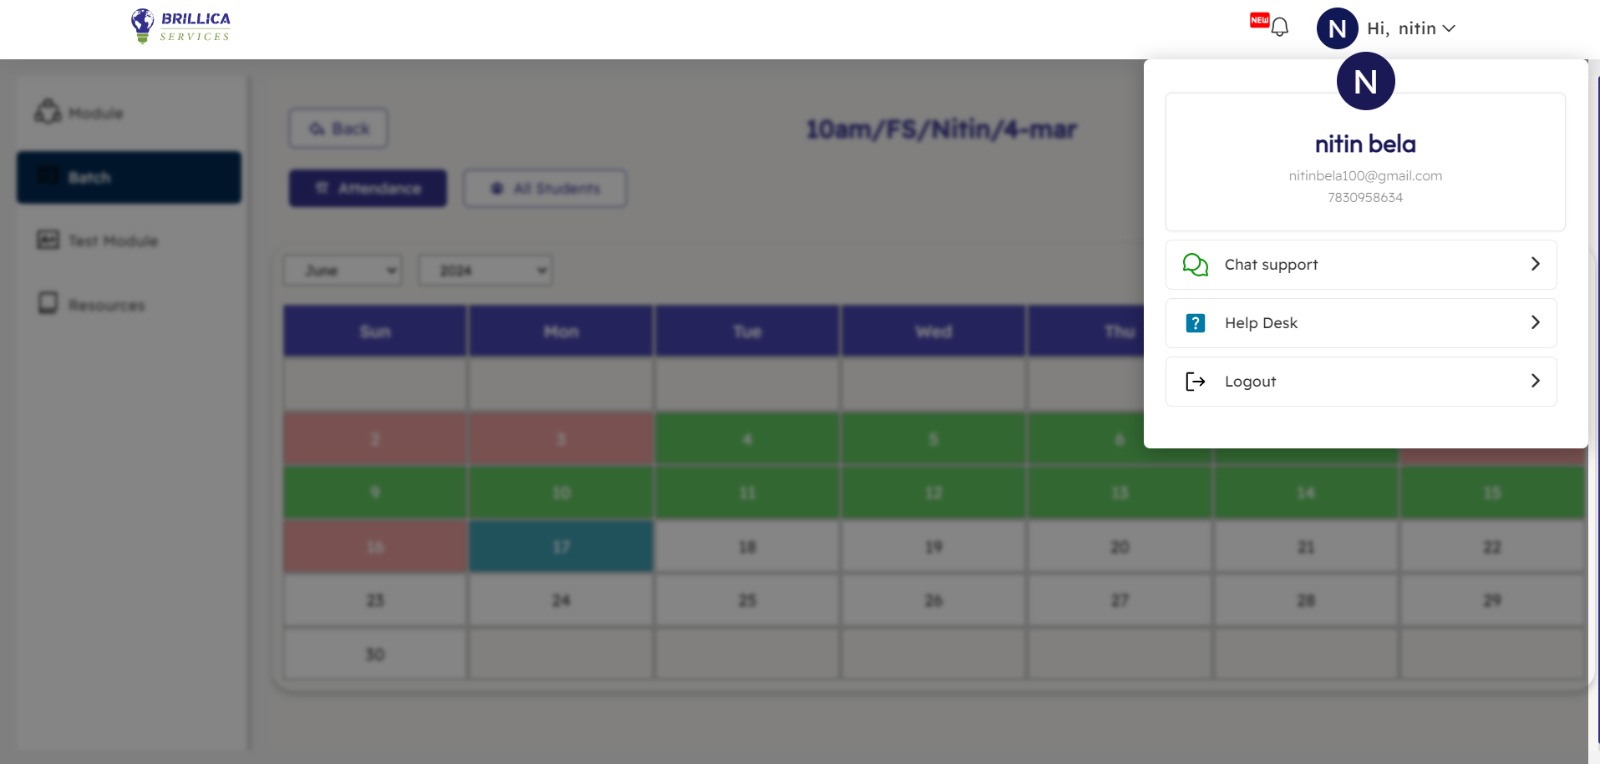 BRILLICA
SERVICES
NEW
N
Hi, nitin
N
nitin bela
nitinbela100@gmail.com
7830958634
Chat support
? Help Desk
Logout
Module
Batch
Test Module
Resources
Back
10am/FS/Nitin/4-mar
Attendance
All Students
June 2024
Sun Mon Tue Wed Thu
2 3 4 5 6
9 10 11 12 13 14 15
16 17 18 19 20 21 22
23 24 25 26 27 28 29
30